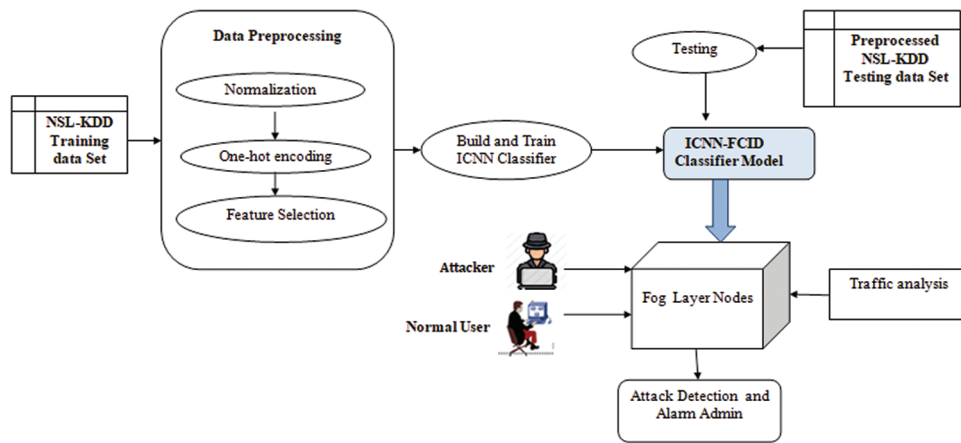 Data Preprocessing
Normalization
One-hot encoding
Feature Selection
NSL-KDD
Training
data Set
Build and Train
ICNN Classifier
Testing
Preprocessed
NSL-KDD
Testing data Set
ICNN-FCID
Classifier Model
Attacker
Normal User
Fog Layer Nodes
Traffic analysis
Attack Detection and
Alarm Admin